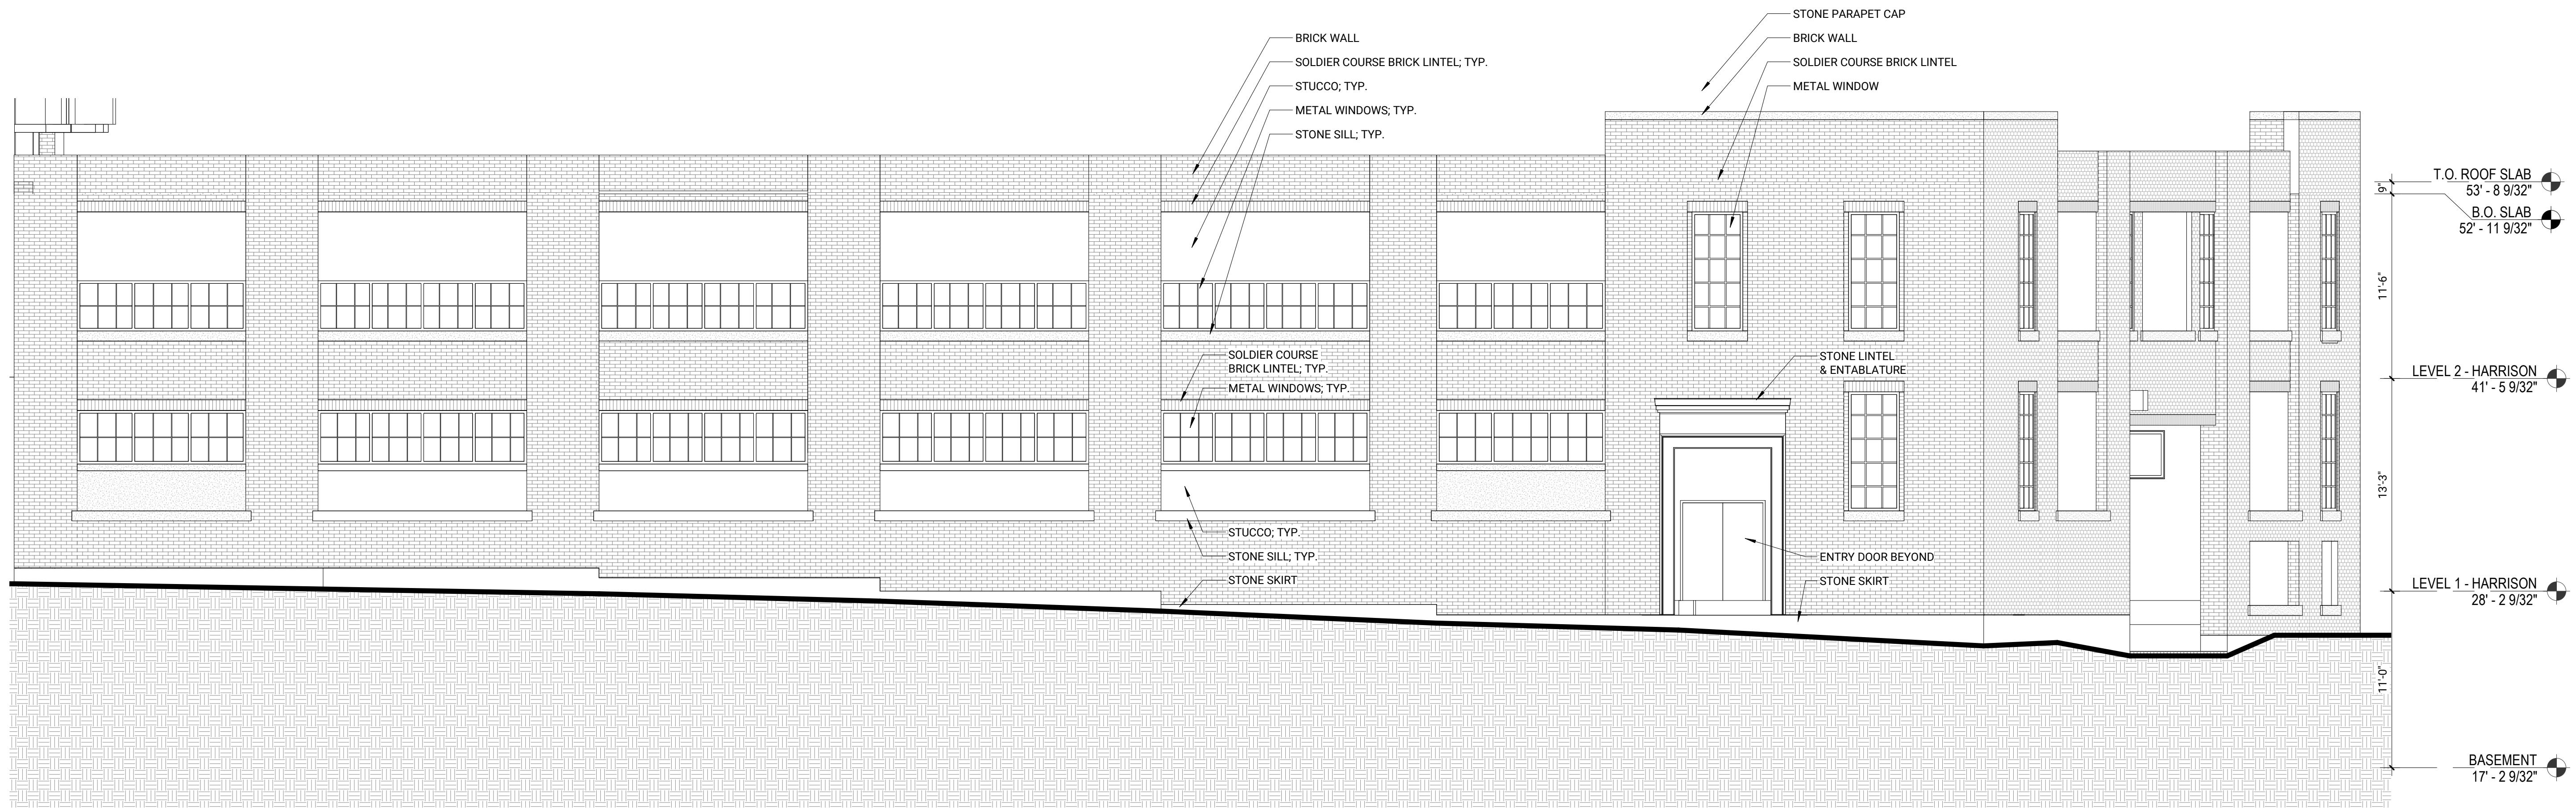 STONE PARAPET CAP
BRICK WALL
SOLDIER COURSE BRICK LINTEL
METAL WINDOW
BRICK WALL
SOLDIER COURSE BRICK LINTEL; TYP.
STUCCO; TYP.
METAL WINDOWS; TYP.
STONE SILL; TYP.
SOLDIER COURSE
BRICK LINTEL; TYP.
METAL WINDOWS; TYP.
STONE LINTEL
& ENTABLATURE
STUCCO; TYP.
STONE SILL; TYP.
STONE SKIRT
ENTRY DOOR BEYOND
STONE SKIRT
9"
11'-6"
13'-3"
11'-0"
T.O. ROOF SLAB
53' - 8 9/32"
B.O. SLAB
52' - 11 9/32"
LEVEL 2 - HARRISON
41' - 5 9/32"
LEVEL 1 - HARRISON
28' - 2 9/32"
BASEMENT
17' - 2 9/32"